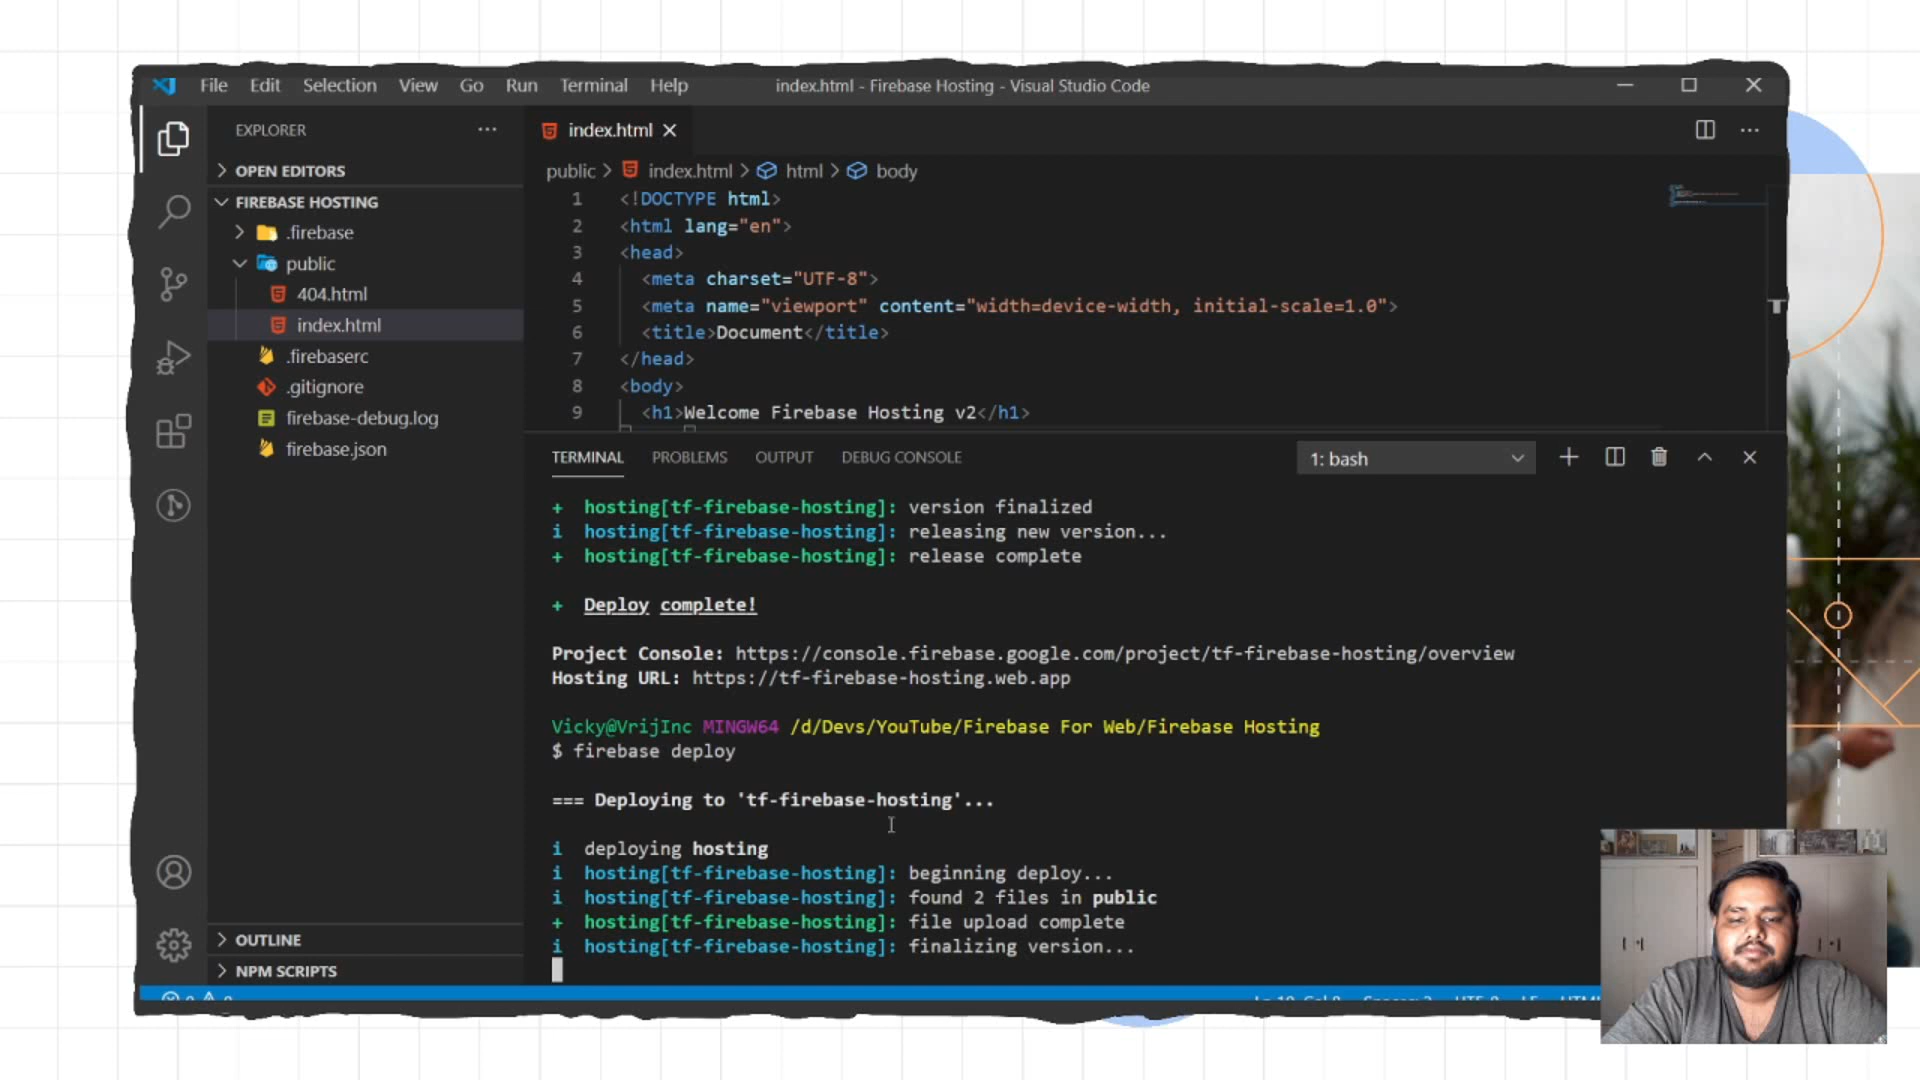 File Edit Selection View Go Run Terminal Help index.html - Firebase Hosting - Visual Studio Code
EXPLORER
index.html
OPEN EDITORS
FIREBASE HOSTING
.firebase
public
404.html
index.html
.firebaserc
.gitignore
firebase-debug.log
firebase.json
OUTLINE
NPM SCRIPTS
public > index.html > html > body
1 <!DOCTYPE html>
2 <html lang="en">
3 <head>
4 <meta charset="UTF-8">
5 <meta name="viewport" content="width=device-width, initial-scale=1.0">
6 <title>Document</title>
7 </head>
8 <body>
9 <h1>Welcome Firebase Hosting v2</h1>
TERMINAL PROBLEMS OUTPUT DEBUG CONSOLE 1: bash
+ hosting[tf-firebase-hosting]: version finalized
i hosting[tf-firebase-hosting]: releasing new version...
+ hosting[tf-firebase-hosting]: release complete
+ Deploy complete!
Project Console: https://console.firebase.google.com/project/tf-firebase-hosting/overview
Hosting URL: https://tf-firebase-hosting.web.app
Vicky@VrijInc MINGW64 /d/Devs/YouTube/Firebase For Web/Firebase Hosting
$ firebase deploy
=== Deploying to 'tf-firebase-hosting'...
i deploying hosting
i hosting[tf-firebase-hosting]: beginning deploy...
i hosting[tf-firebase-hosting]: found 2 files in public
+ hosting[tf-firebase-hosting]: file upload complete
i hosting[tf-firebase-hosting]: finalizing version...